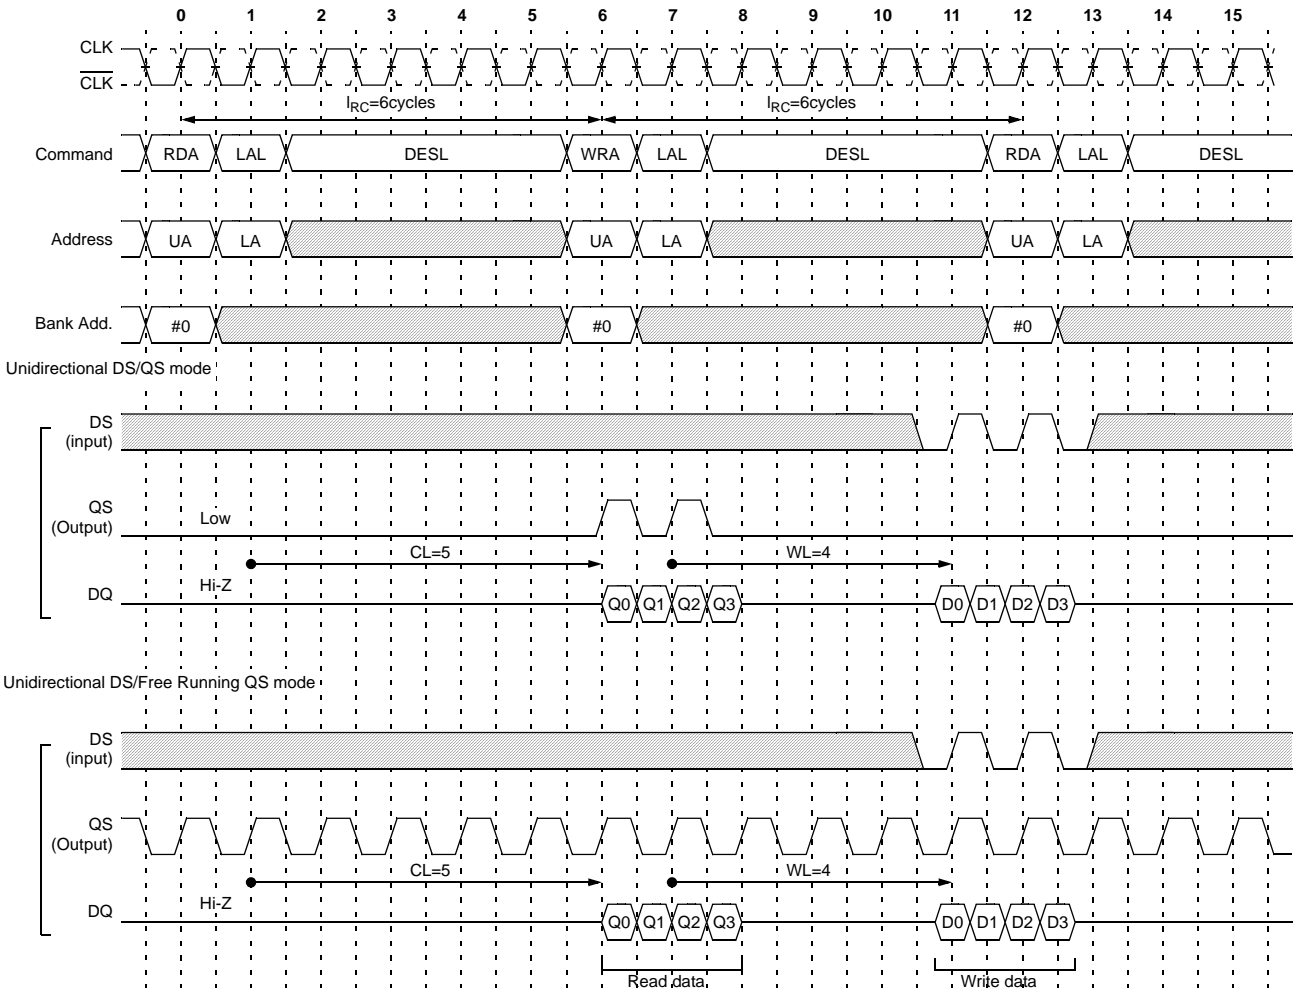 0 1 2 3 4 5 6 7 8 9 10 11 12 13 14 15
CLK
CLK
IRC=6cycles IRC=6cycles
Command RDA LAL DESL WRA LAL DESL RDA LAL DESL
Address UA LA UA LA UA LA
Bank Add. #0 #0 #0
Unidirectional DS/QS mode
DS
(input)
QS
(Output)
Low
CL=5 WL=4
Hi-Z
DQ Q0 Q1 Q2 Q3 D0 D1 D2 D3
Unidirectional DS/Free Running QS mode
DS
(input)
QS
(Output)
CL=5 WL=4
Hi-Z
DQ Q0 Q1 Q2 Q3 D0 D1 D2 D3
Read data Write data